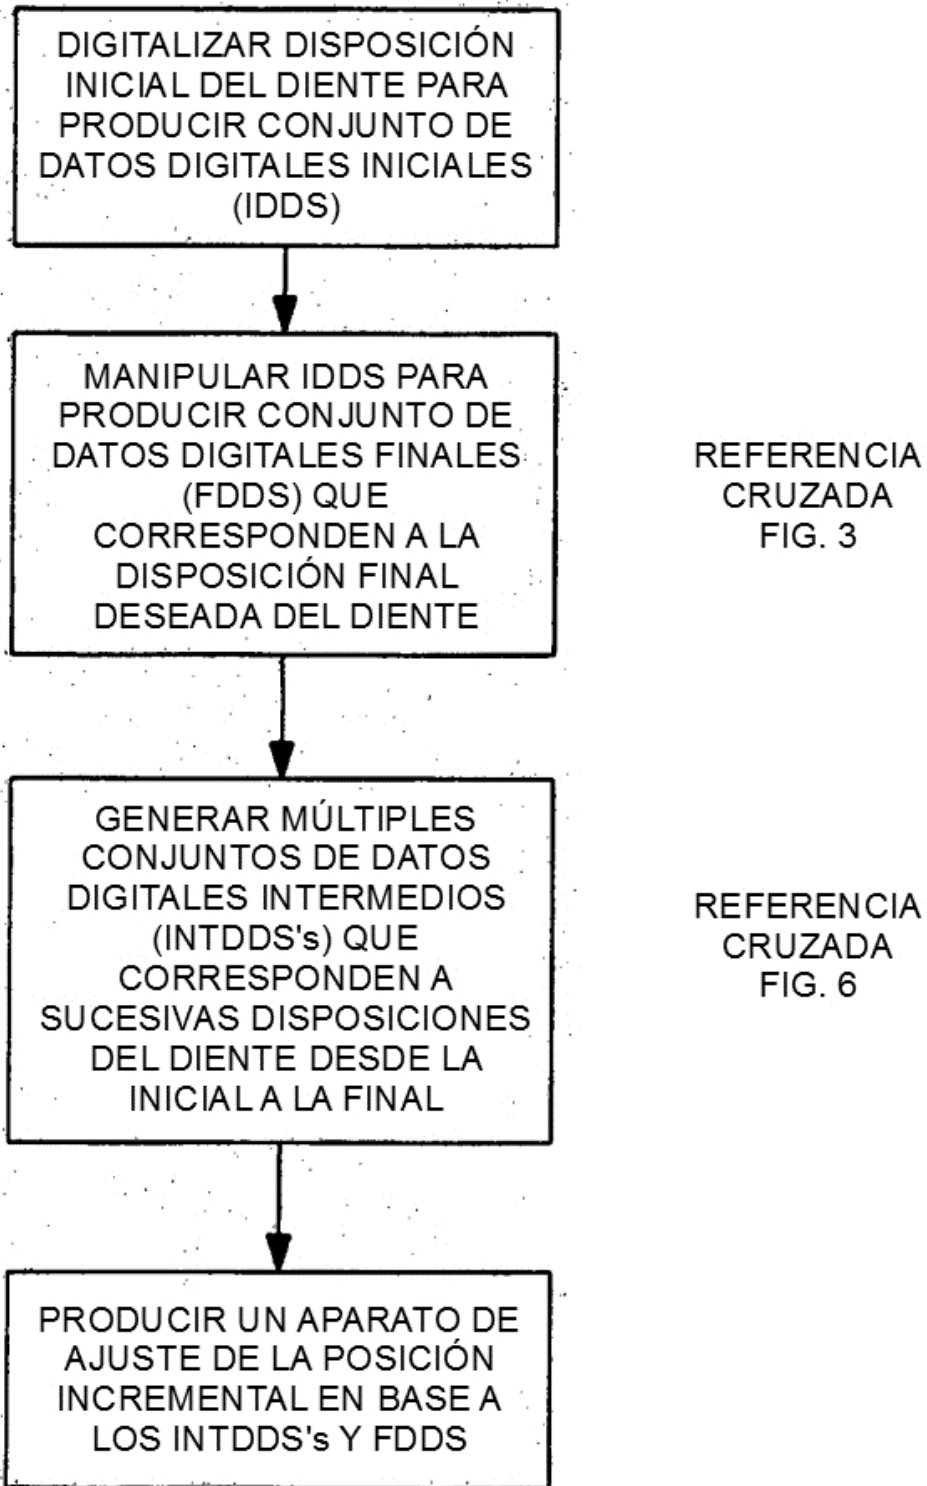 DIGITALIZAR DISPOSICIÓN
INICIAL DEL DIENTE PARA
PRODUCIR CONJUNTO DE
DATOS DIGITALES INICIALES
(IDDS)
MANIPULAR IDDS PARA
PRODUCIR CONJUNTO DE
DATOS DIGITALES FINALES
(FDDS) QUE
CORRESPONDEN A LA
DISPOSICIÓN FINAL
DESEADA DEL DIENTE
REFERENCIA
CRUZADA
FIG. 3
GENERAR MÚLTIPLES
CONJUNTOS DE DATOS
DIGITALES INTERMEDIOS
(INTDDS's) QUE
CORRESPONDEN A
SUCESIVAS DISPOSICIONES
DEL DIENTE DESDE LA
INICIAL A LA FINAL
REFERENCIA
CRUZADA
FIG. 6
PRODUCIR UN APARATO DE
AJUSTE DE LA POSICIÓN
INCREMENTAL EN BASE A
LOS INTDDS's Y FDDS